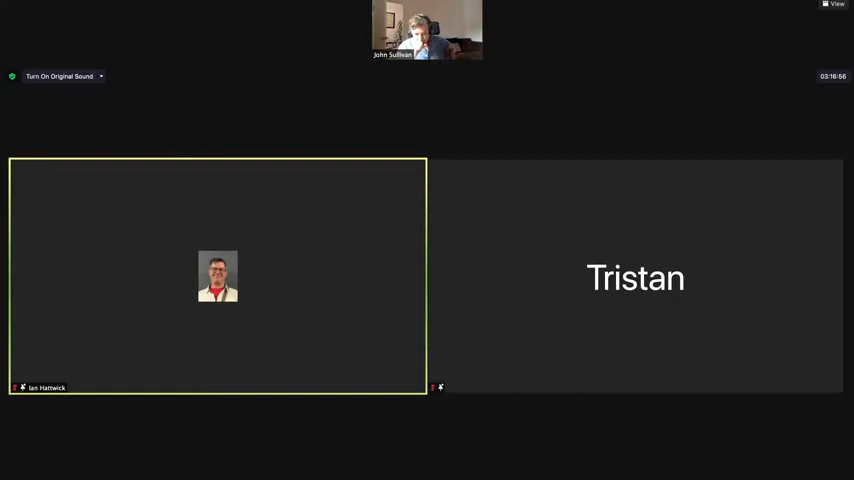 View
John Sullivan
Turn On Original Sound
03:16:56
Tristan
Ian Hattwick